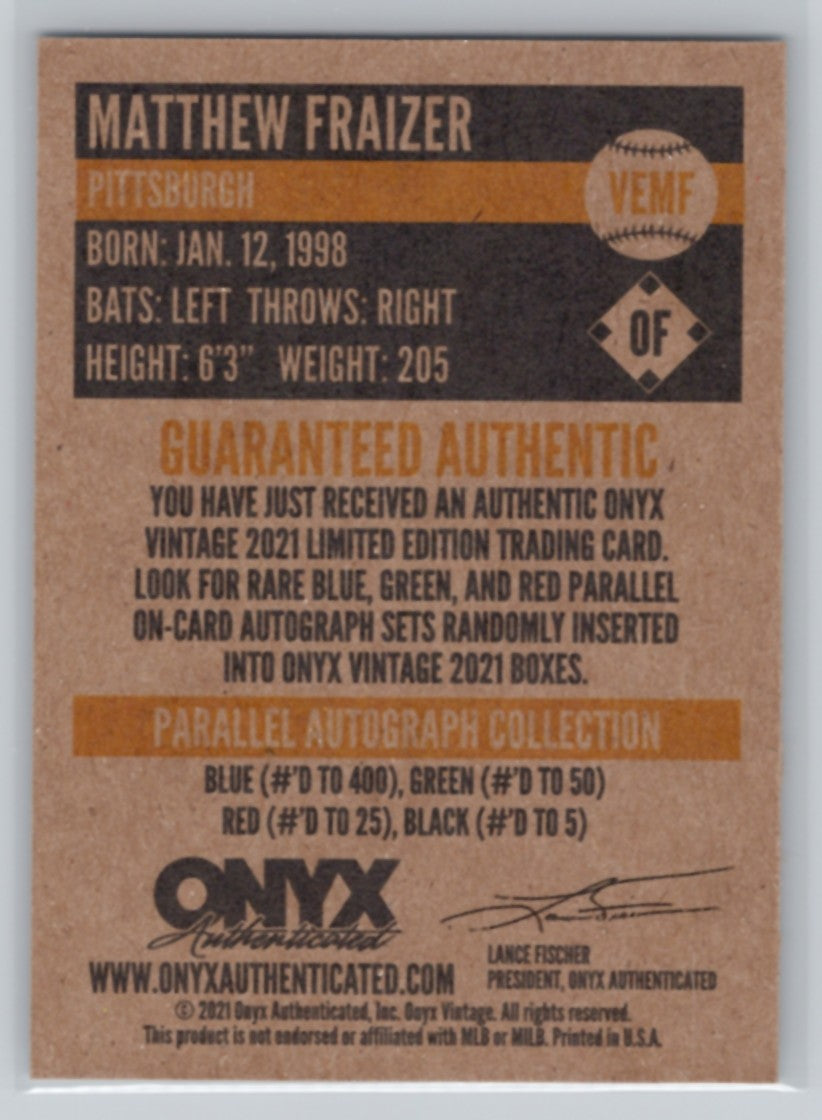 MATTHEW FRAIZER
PITTSBURGH
VEMF
BORN: JAN. 12, 1998
BATS: LEFT THROWS: RIGHT
OF
HEIGHT: 6'3" WEIGHT: 205
GUARANTEED AUTHENTIC
YOU HAVE JUST RECEIVED AN AUTHENTIC ONYX
VINTAGE 2021 LIMITED EDITION TRADING CARD.
LOOK FOR RARE BLUE, GREEN, AND RED PARALLEL
ON-CARD AUTOGRAPH SETS RANDOMLY INSERTED
INTO ONYX VINTAGE 2021 BOXES.
PARALLEL AUTOGRAPH COLLECTION
BLUE (#'D TO 400), GREEN (#'D TO 50)
RED (#'D TO 25), BLACK (#'D TO 5)
ONYX
Authenticated
WWW.ONYXAUTHENTICATED.COM
LANCE FISCHER
PRESIDENT, ONYX AUTHENTICATED
© 2021 Onyx Authenticated, Inc. Onyx Vintage. All rights reserved.
This product is not endorsed or affiliated with MLB or MiLB. Printed in U.S.A.